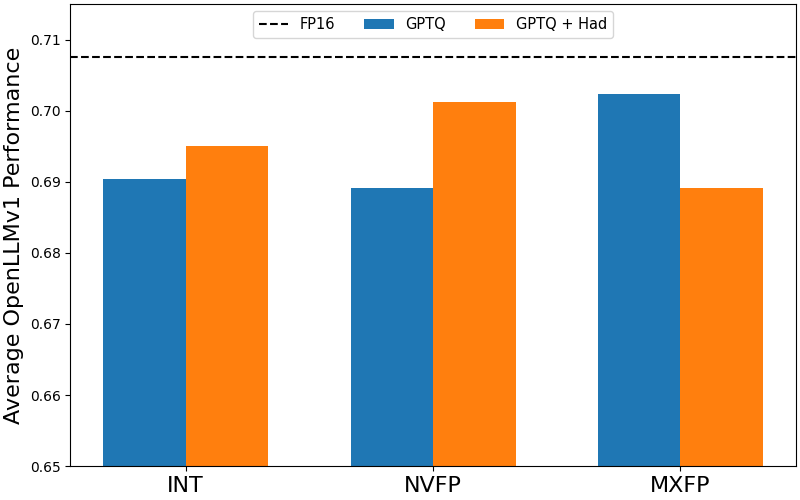 FP16 GPTQ GPTQ + Had
Average OpenLLMv1 Performance
0.71
0.70
0.69
0.68
0.67
0.66
0.65
INT NVFP MXFP